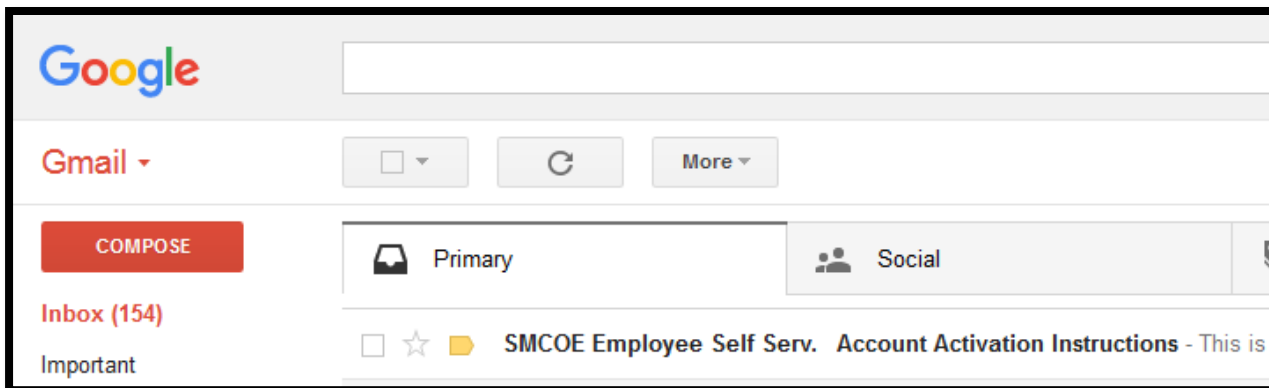 Google
Gmail
More
COMPOSE
Primary
Social
Inbox (154)
SMCOE Employee Self Serv. Account Activation Instructions - This is
Important